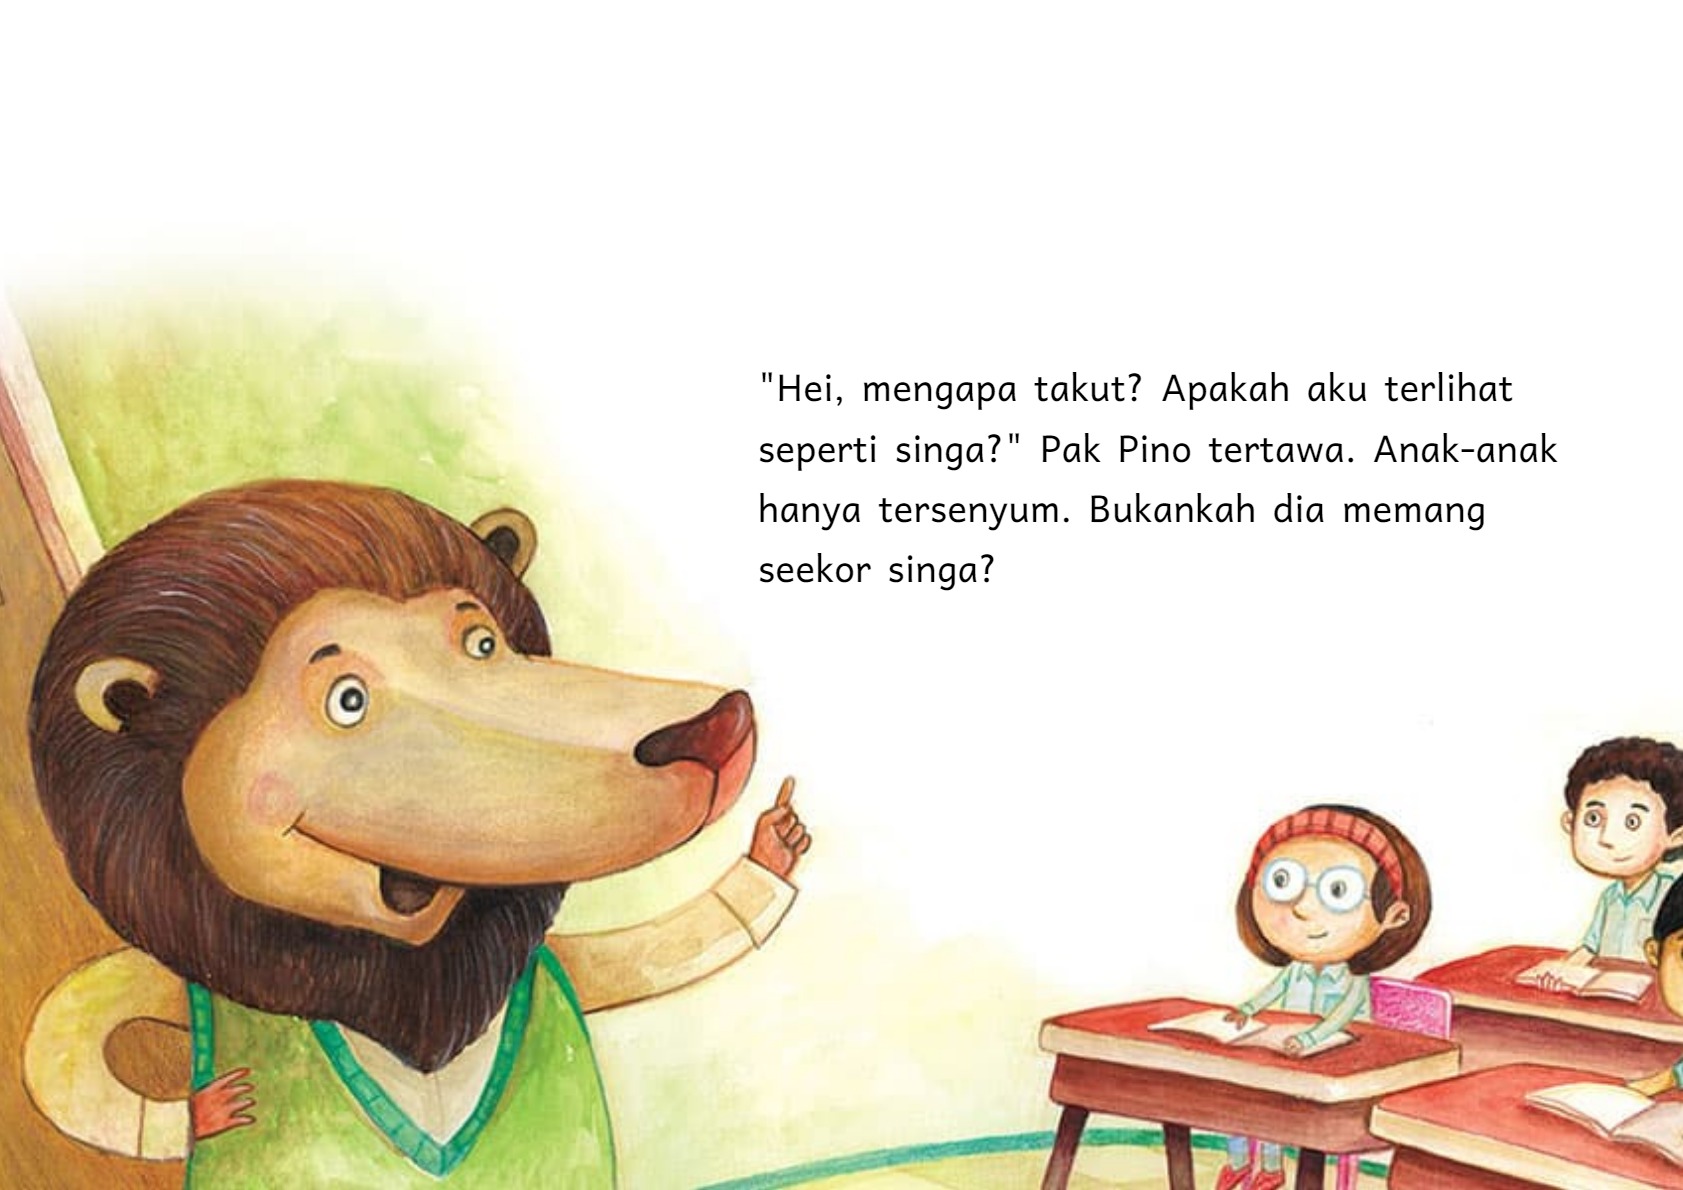 "Hei, mengapa takut? Apakah aku terlihat
seperti singa?" Pak Pino tertawa. Anak-anak
hanya tersenyum. Bukankah dia memang
seekor singa?